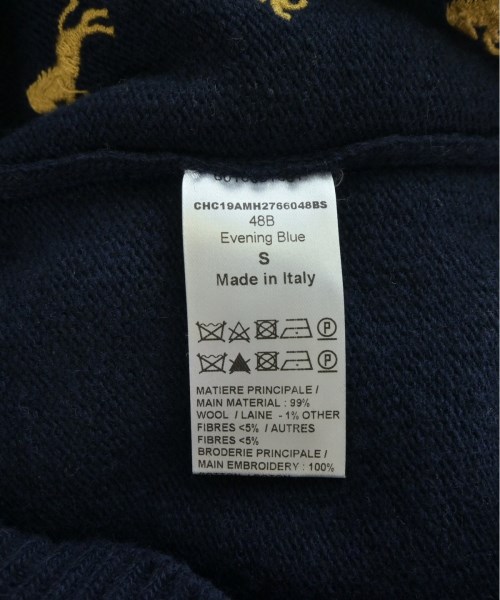 CHC19AMH2766048BS
48B
Evening Blue
S
Made in Italy
P
P
MATIERE PRINCIPALE /
MAIN MATERIAL : 99%
WOOL / LAINE - 1% OTHER
FIBRES <5% / AUTRES
FIBRES <5%
BRODERIE PRINCIPALE /
MAIN EMBROIDERY : 100%